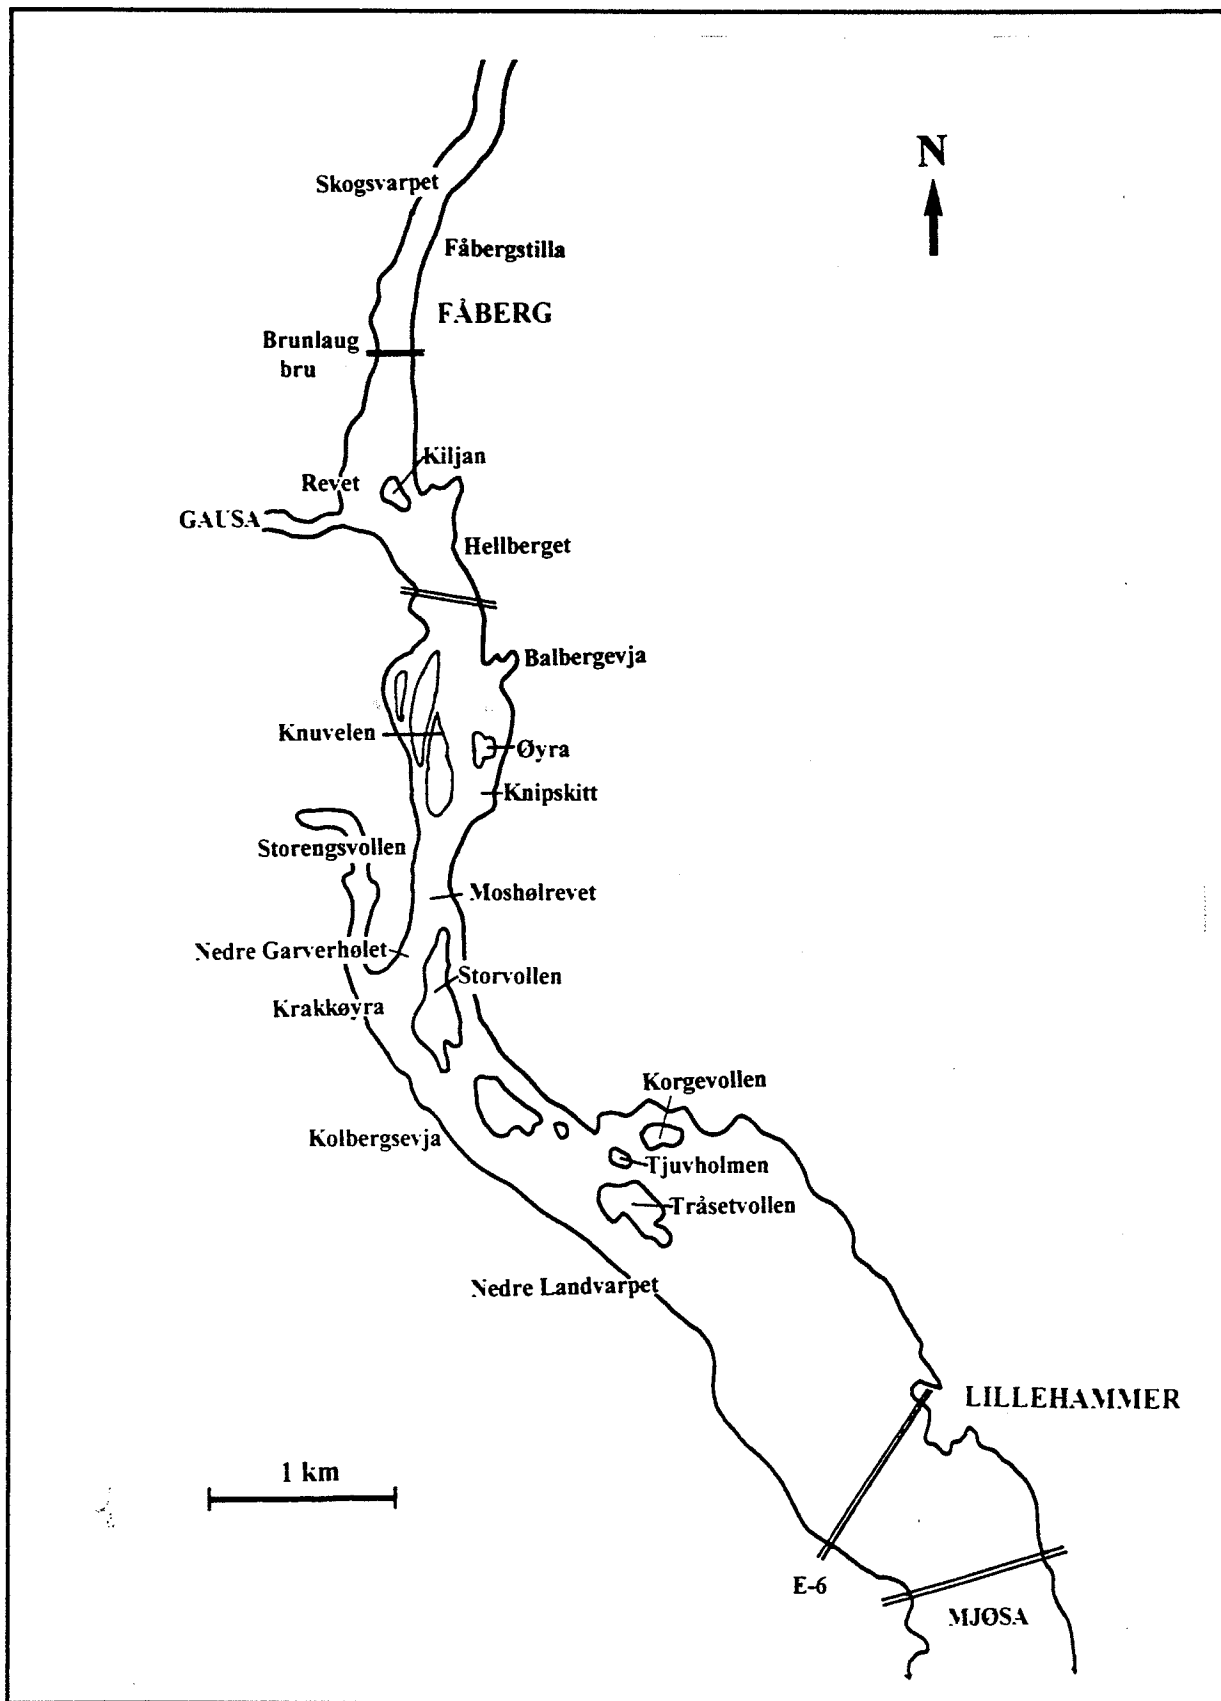 N
Skogsvarpet
Fåbergstilla
FÅBERG
Brunlaug
bru
Kiljan
Revet
GAUSA
Hellberget
Balbergevja
Knuvelen
Øyra
Knipskitt
Storengsvollen
Moshølrevet
Nedre Garverhølet
Storvollen
Krakkøyra
Korgevollen
Kolbergsevja
Tjuvholmen
Tråsetvollen
Nedre Landvarpet
LILLEHAMMER
1 km
E-6
MJØSA